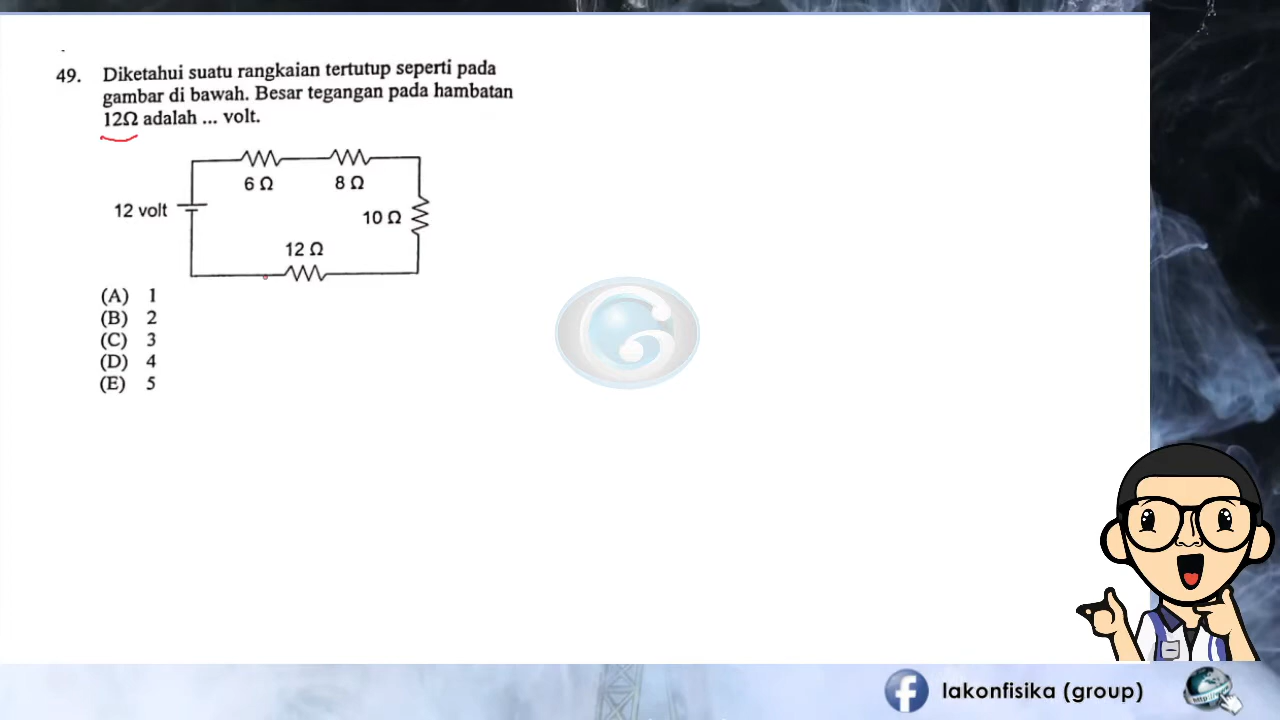 49. Diketahui suatu rangkaian tertutup seperti pada
gambar di bawah. Besar tegangan pada hambatan
12Ω adalah ... volt.
6 Ω
8 Ω
12 volt
10 Ω
12 Ω
(A) 1
(B) 2
(C) 3
(D) 4
(E) 5
lakonfisika (group)